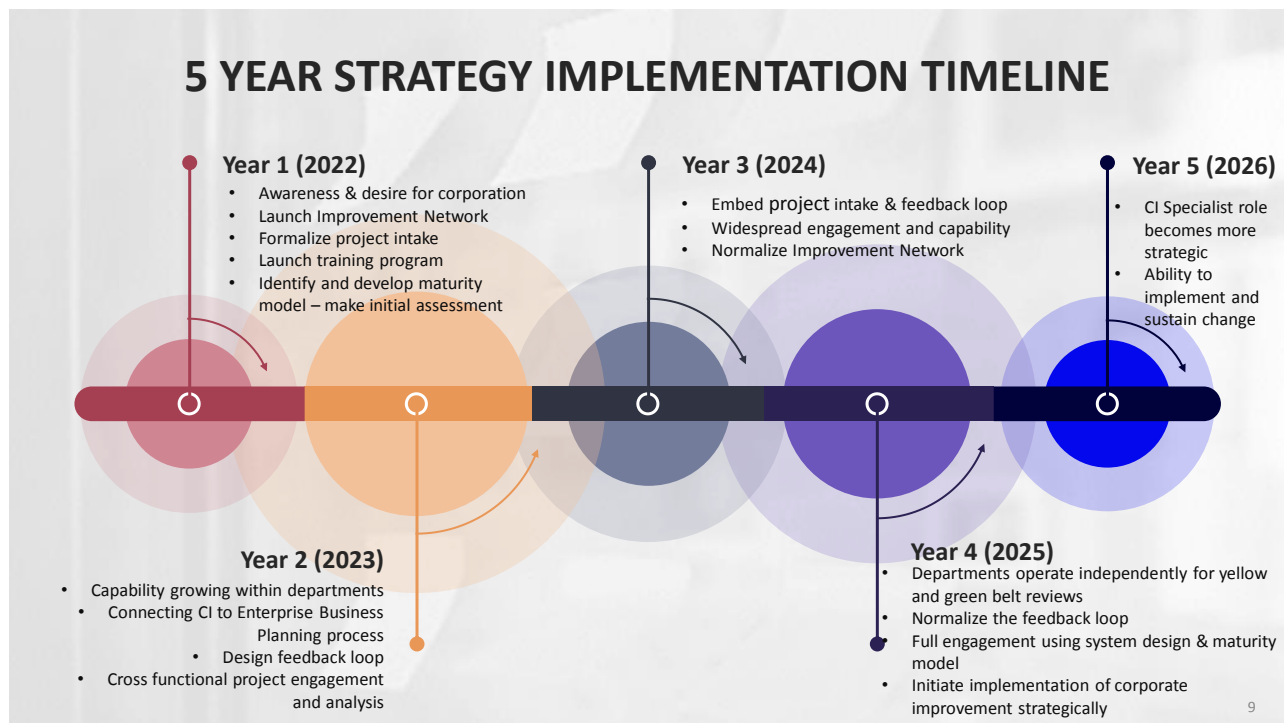 5 YEAR STRATEGY IMPLEMENTATION TIMELINE
Year 1 (2022)
• Awareness & desire for corporation
• Launch Improvement Network
• Formalize project intake
• Launch training program
• Identify and develop maturity
model – make initial assessment
Year 2 (2023)
• Capability growing within departments
• Connecting CI to Enterprise Business
Planning process
• Design feedback loop
• Cross functional project engagement
and analysis
Year 3 (2024)
• Embed project intake & feedback loop
• Widespread engagement and capability
• Normalize Improvement Network
Year 4 (2025)
• Departments operate independently for yellow
and green belt reviews
• Normalize the feedback loop
• Full engagement using system design & maturity
model
• Initiate implementation of corporate
improvement strategically
Year 5 (2026)
• CI Specialist role
becomes more
strategic
• Ability to
implement and
sustain change
9